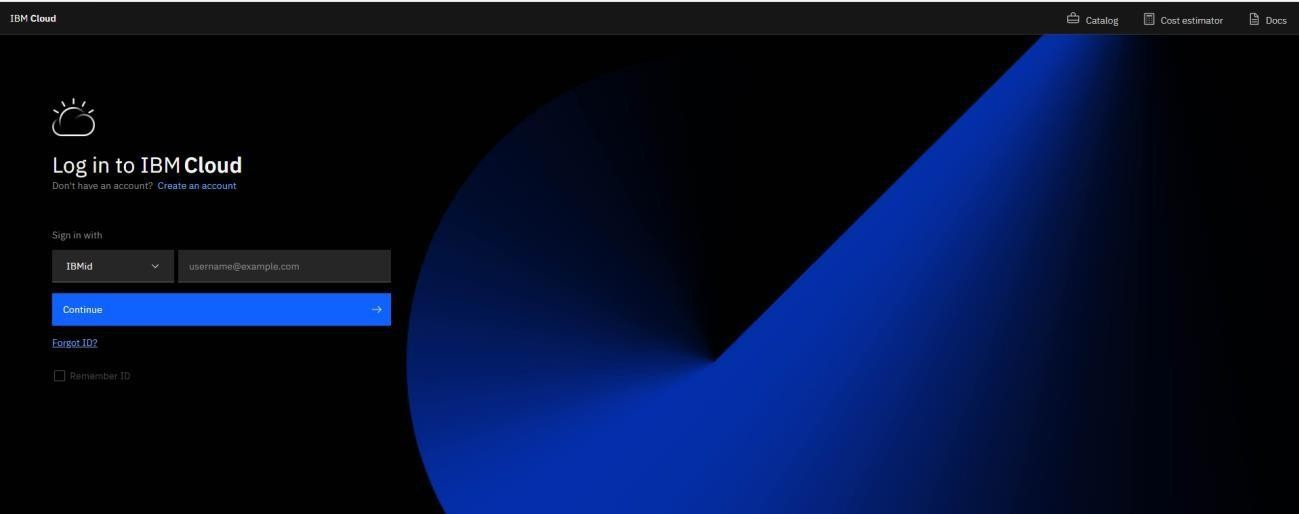 IBM Cloud
Catalog
Cost estimator
Docs
Log in to IBM Cloud
Don't have an account? Create an account
Sign in with
IBMid
username@example.com
Continue
Forgot ID?
Remember ID